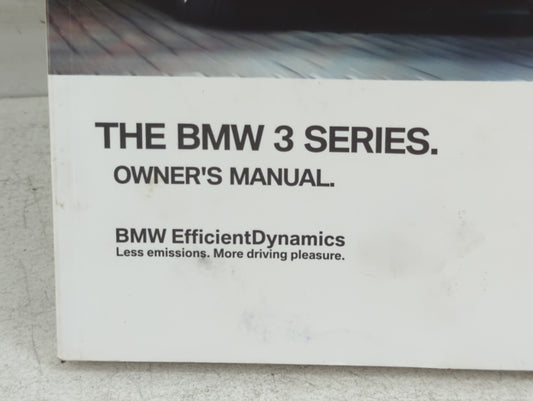 THE BMW 3 SERIES.
OWNER'S MANUAL.
BMW EfficientDynamics
Less emissions. More driving pleasure.